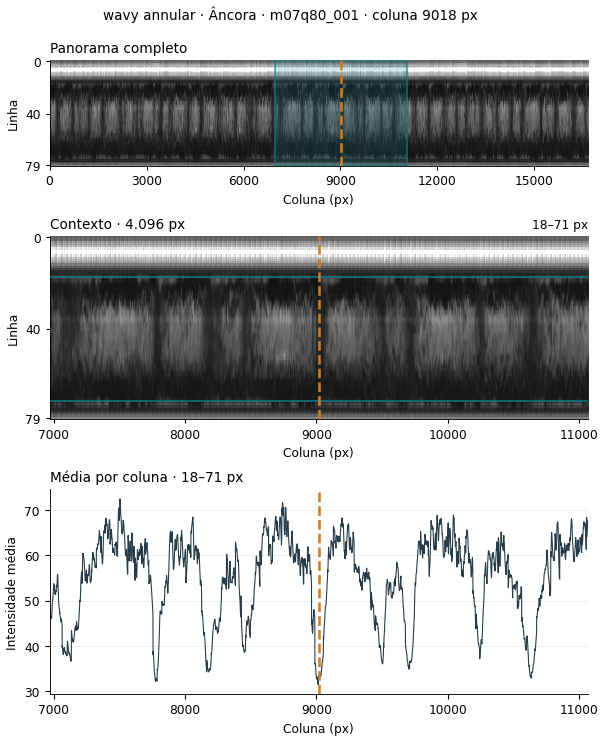 wavy annular · Âncora · m07q80_001 · coluna 9018 px
Panorama completo
0
40
79
Linha
0 3000 6000 9000 12000 15000
Coluna (px)
Contexto · 4.096 px 18–71 px
0
40
79
Linha
7000 8000 9000 10000 11000
Coluna (px)
Média por coluna · 18–71 px
70
60
50
40
30
Intensidade média
7000 8000 9000 10000 11000
Coluna (px)